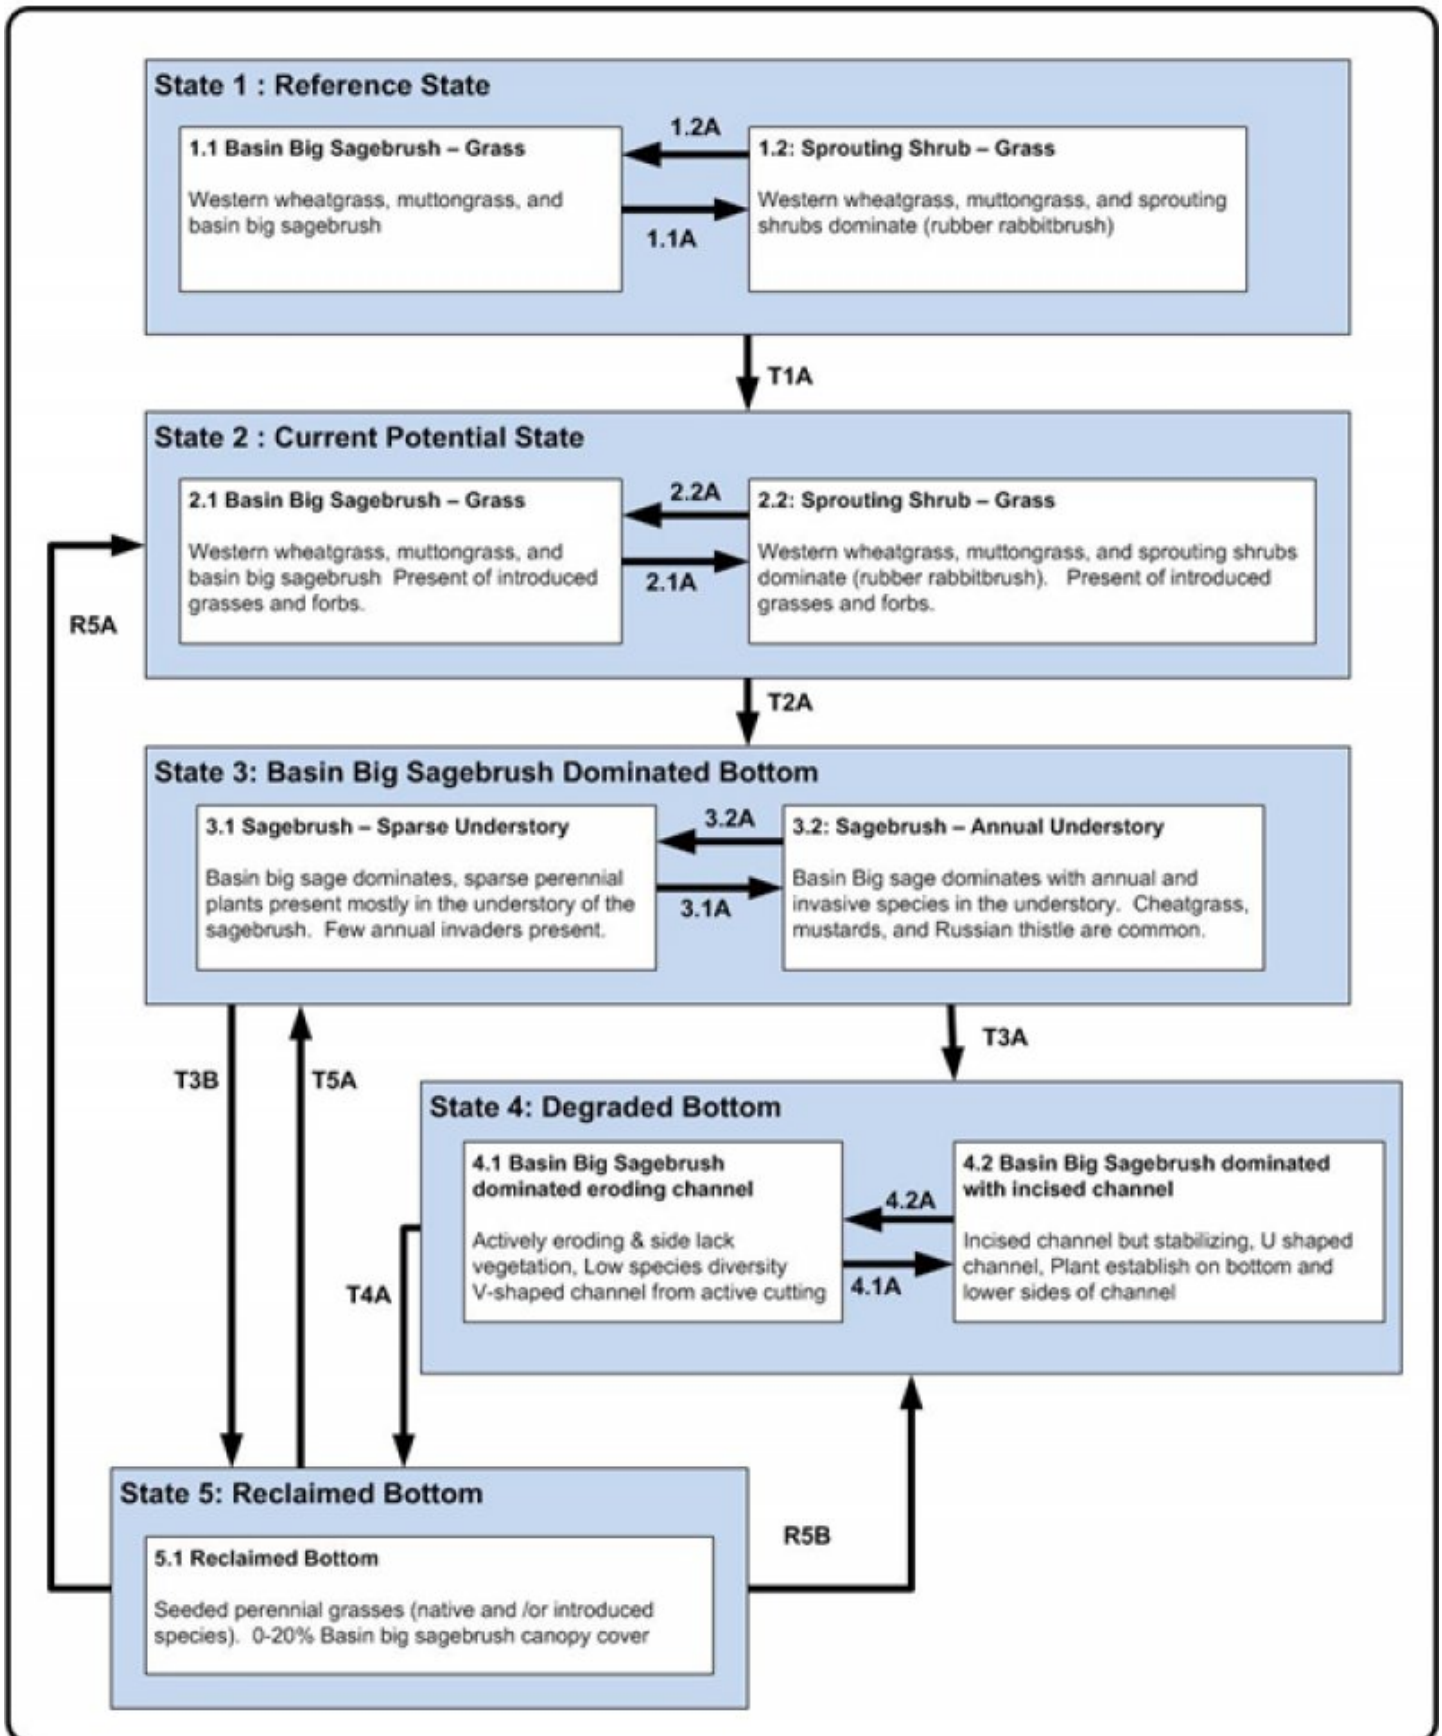 State 1 : Reference State
1.1 Basin Big Sagebrush – Grass
Western wheatgrass, muttongrass, and
basin big sagebrush
1.2A
1.1A
1.2: Sprouting Shrub – Grass
Western wheatgrass, muttongrass, and sprouting
shrubs dominate (rubber rabbitbrush)
T1A
State 2 : Current Potential State
2.1 Basin Big Sagebrush – Grass
Western wheatgrass, muttongrass, and
basin big sagebrush Present of introduced
grasses and forbs.
2.2A
2.1A
2.2: Sprouting Shrub – Grass
Western wheatgrass, muttongrass, and sprouting shrubs
dominate (rubber rabbitbrush). Present of introduced
grasses and forbs.
R5A
T2A
State 3: Basin Big Sagebrush Dominated Bottom
3.1 Sagebrush – Sparse Understory
Basin big sage dominates, sparse perennial
plants present mostly in the understory of the
sagebrush. Few annual invaders present.
3.2A
3.1A
3.2: Sagebrush – Annual Understory
Basin Big sage dominates with annual and
invasive species in the understory. Cheatgrass,
mustards, and Russian thistle are common.
T3A
T3B
T5A
State 4: Degraded Bottom
4.1 Basin Big Sagebrush
dominated eroding channel
Actively eroding & side lack
vegetation, Low species diversity
V-shaped channel from active cutting
4.2A
4.1A
4.2 Basin Big Sagebrush dominated
with incised channel
Incised channel but stabilizing, U shaped
channel, Plant establish on bottom and
lower sides of channel
T4A
State 5: Reclaimed Bottom
5.1 Reclaimed Bottom
Seeded perennial grasses (native and /or introduced
species). 0-20% Basin big sagebrush canopy cover
R5B